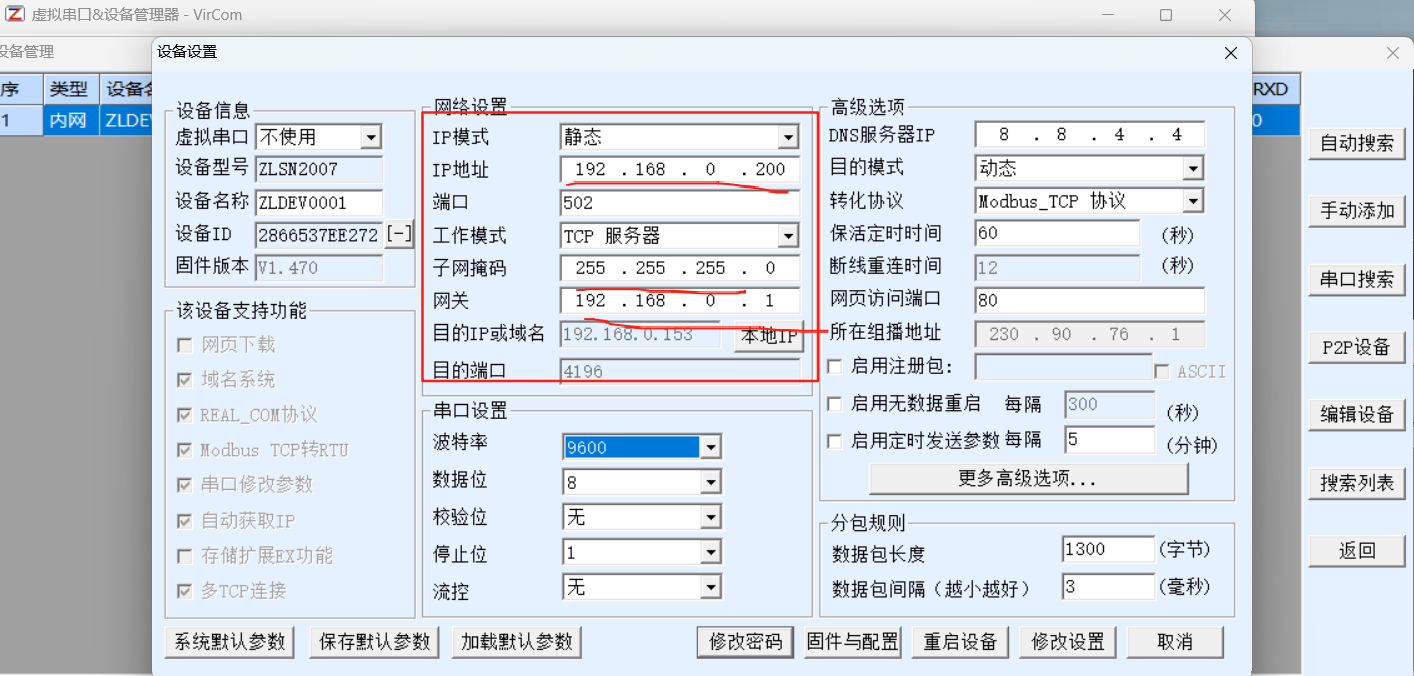 虚拟串口&设备管理器 - VirCom
设备管理
设备设置
序 类型 设备名
RXD
1 内网 ZLDEV
0
设备信息
虚拟串口 不使用
设备型号 ZLSN2007
设备名称 ZLDEV0001
设备ID 2866537EE272 [-]
固件版本 V1.470
该设备支持功能
网页下载
域名系统
REAL_COM协议
Modbus TCP转RTU
串口修改参数
自动获取IP
存储扩展EX功能
多TCP连接
网络设置
IP模式 静态
IP地址 192 . 168 . 0 . 200
端口 502
工作模式 TCP 服务器
子网掩码 255 . 255 . 255 . 0
网关 192 . 168 . 0 . 1
目的IP或域名 192.168.0.153 本地IP
目的端口 4196
串口设置
波特率 9600
数据位 8
校验位 无
停止位 1
流控 无
高级选项
DNS服务器IP 8 . 8 . 4 . 4
目的模式 动态
转化协议 Modbus_TCP 协议
保活定时时间 60 (秒)
断线重连时间 12 (秒)
网页访问端口 80
所在组播地址 230 . 90 . 76 . 1
启用注册包: ASCII
启用无数据重启 每隔 300 (秒)
启用定时发送参数 每隔 5 (分钟)
更多高级选项...
分包规则
数据包长度 1300 (字节)
数据包间隔(越小越好) 3 (毫秒)
系统默认参数 保存默认参数 加载默认参数 修改密码 固件与配置 重启设备 修改设置 取消
自动搜索
手动添加
串口搜索
P2P设备
编辑设备
搜索列表
返回